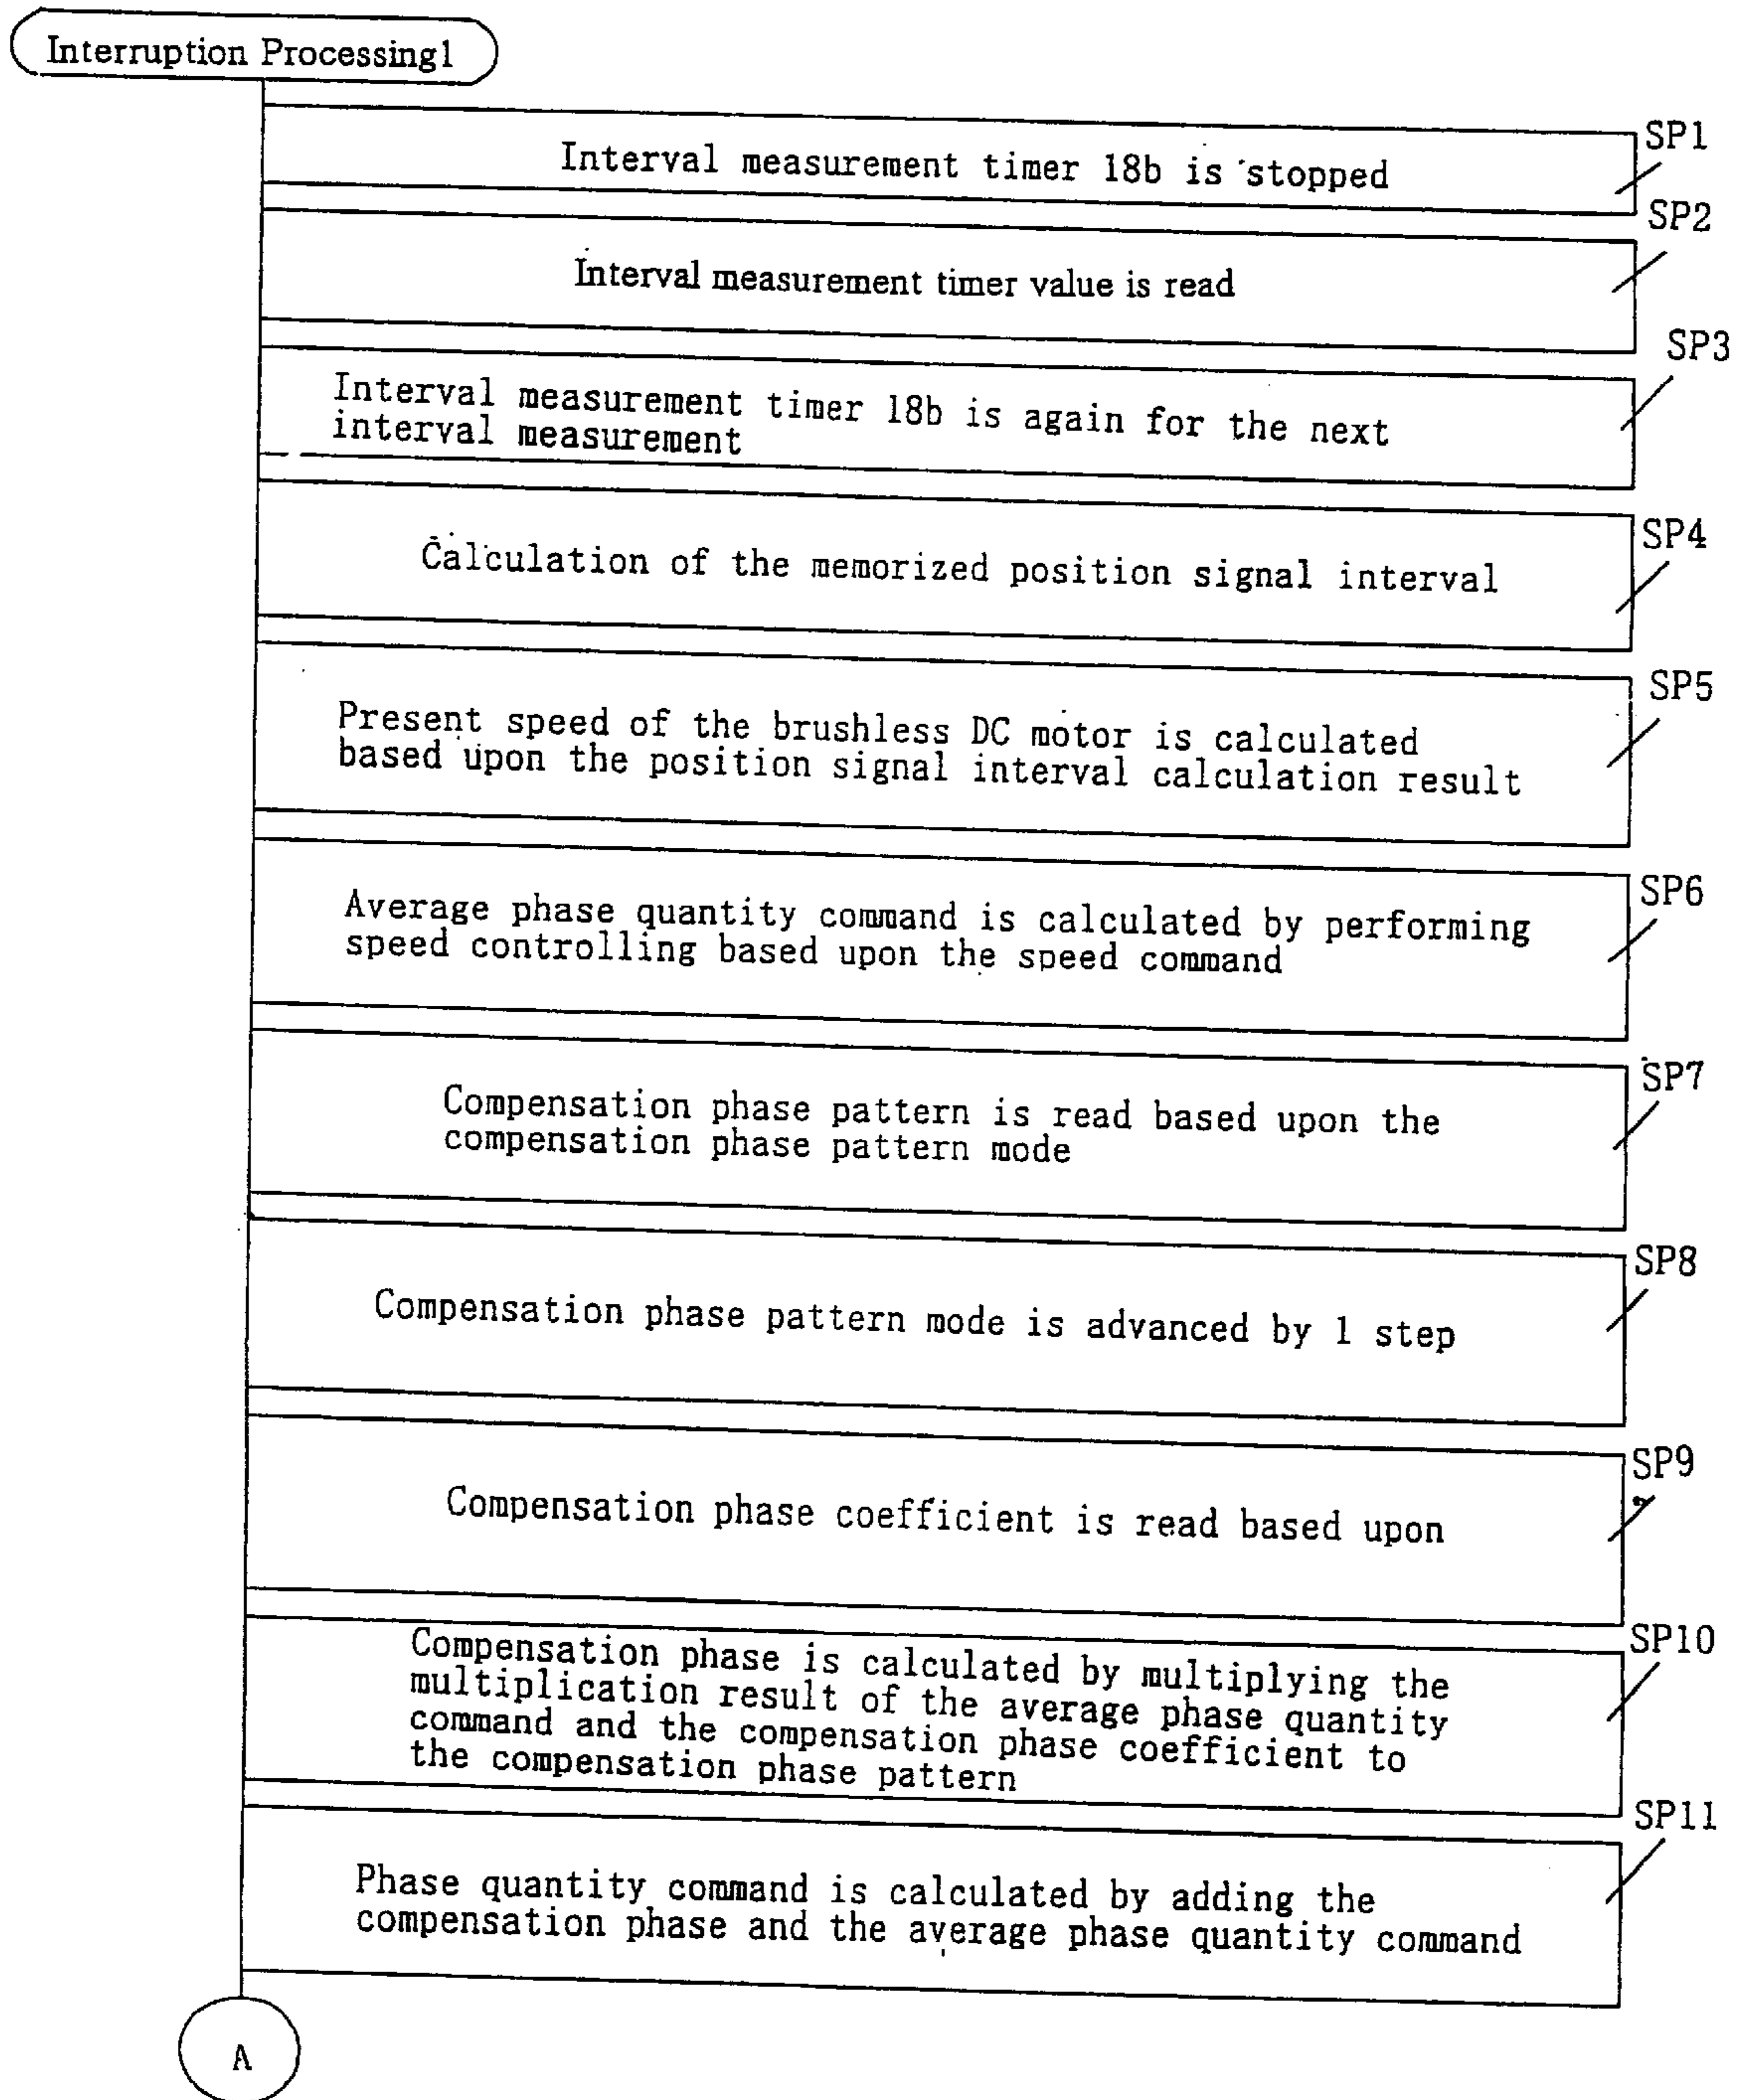 Interruption Processing1
SP1
Interval measurement timer 18b is stopped
SP2
Interval measurement timer value is read
SP3
Interval measurement timer 18b is again for the next
interval measurement
SP4
Calculation of the memorized position signal interval
SP5
Present speed of the brushless DC motor is calculated
based upon the position signal interval calculation result
SP6
Average phase quantity command is calculated by performing
speed controlling based upon the speed command
SP7
Compensation phase pattern is read based upon the
compensation phase pattern mode
SP8
Compensation phase pattern mode is advanced by 1 step
SP9
Compensation phase coefficient is read based upon
SP10
Compensation phase is calculated by multiplying the
multiplication result of the average phase quantity
command and the compensation phase coefficient to
the compensation phase pattern
SP11
Phase quantity command is calculated by adding the
compensation phase and the average phase quantity command
A